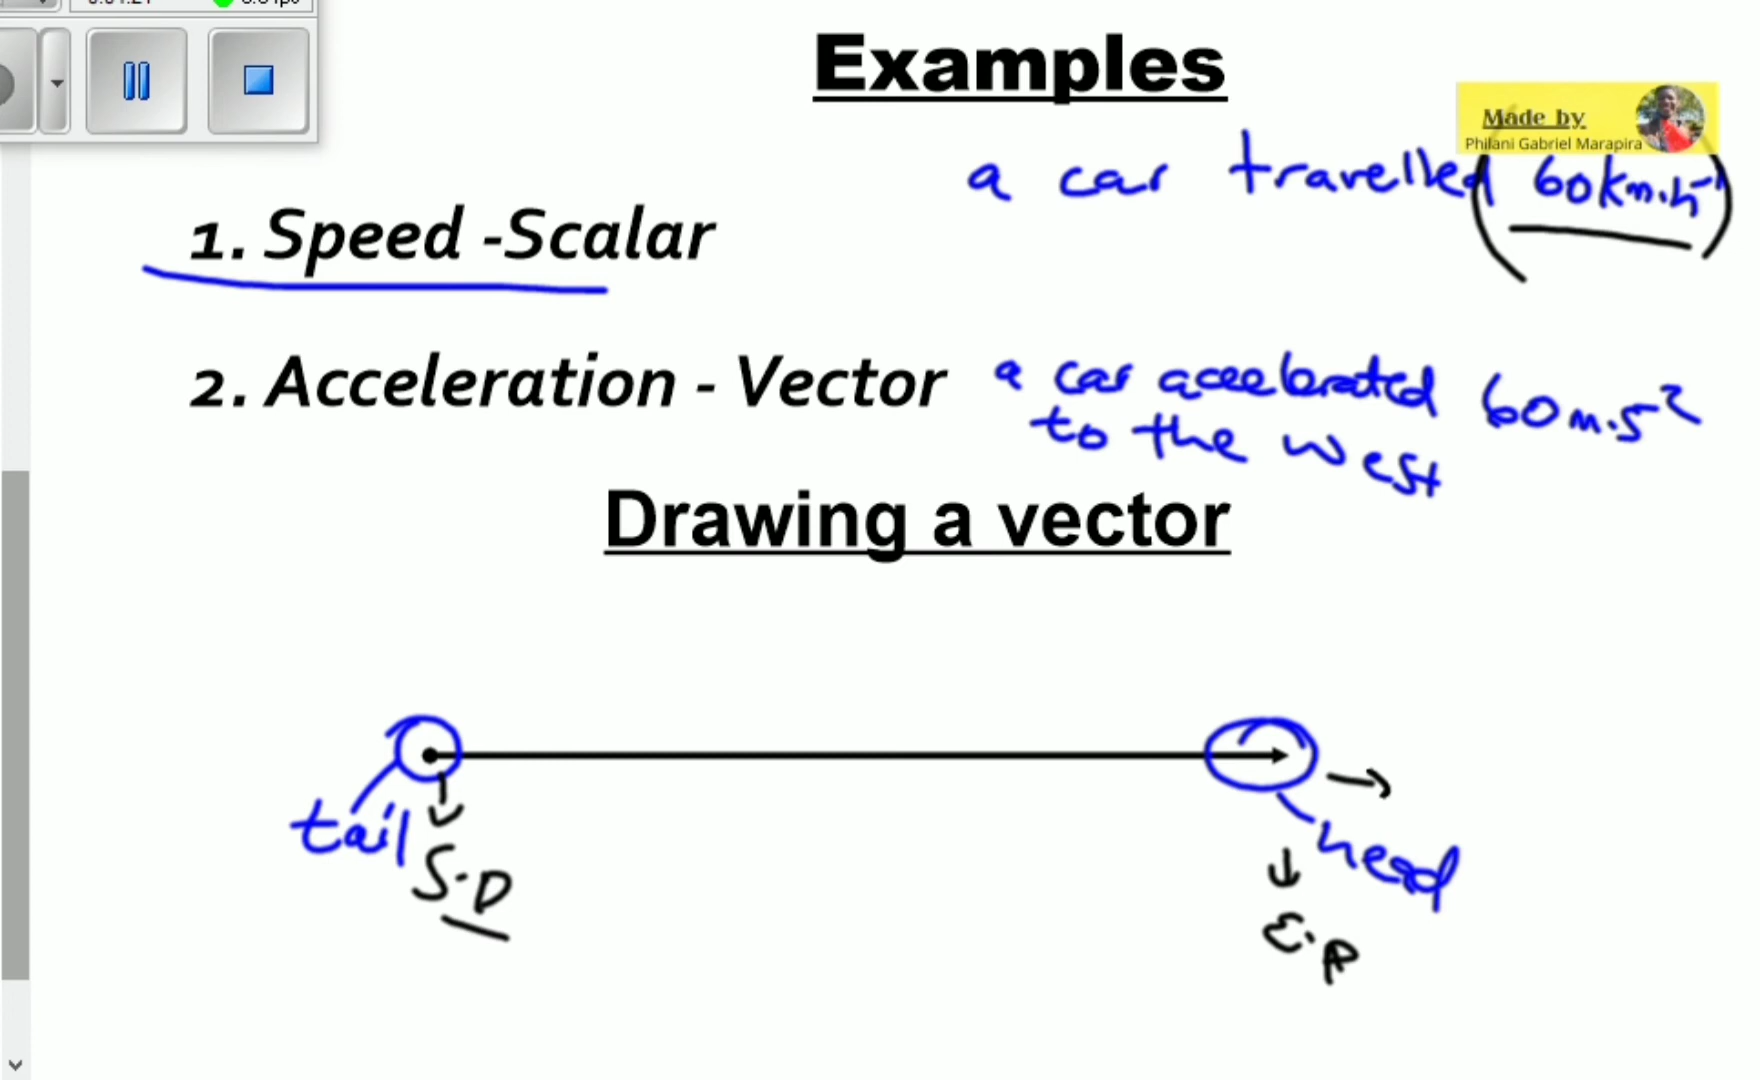 Examples
Made by
Philani Gabriel Marapira
a car travelled 60km.h⁻¹
1. Speed -Scalar
2. Acceleration - Vector
a car accelerated 60m.s²
to the west
Drawing a vector
tail
head